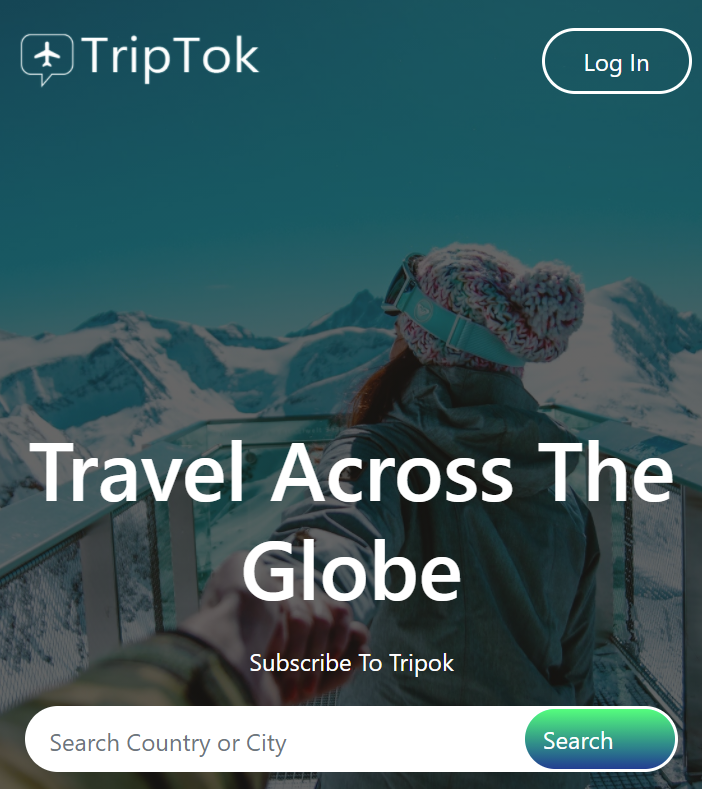 TripTok
Log In
Travel Across The
Globe
Subscribe To Tripok
Search Country or City
Search